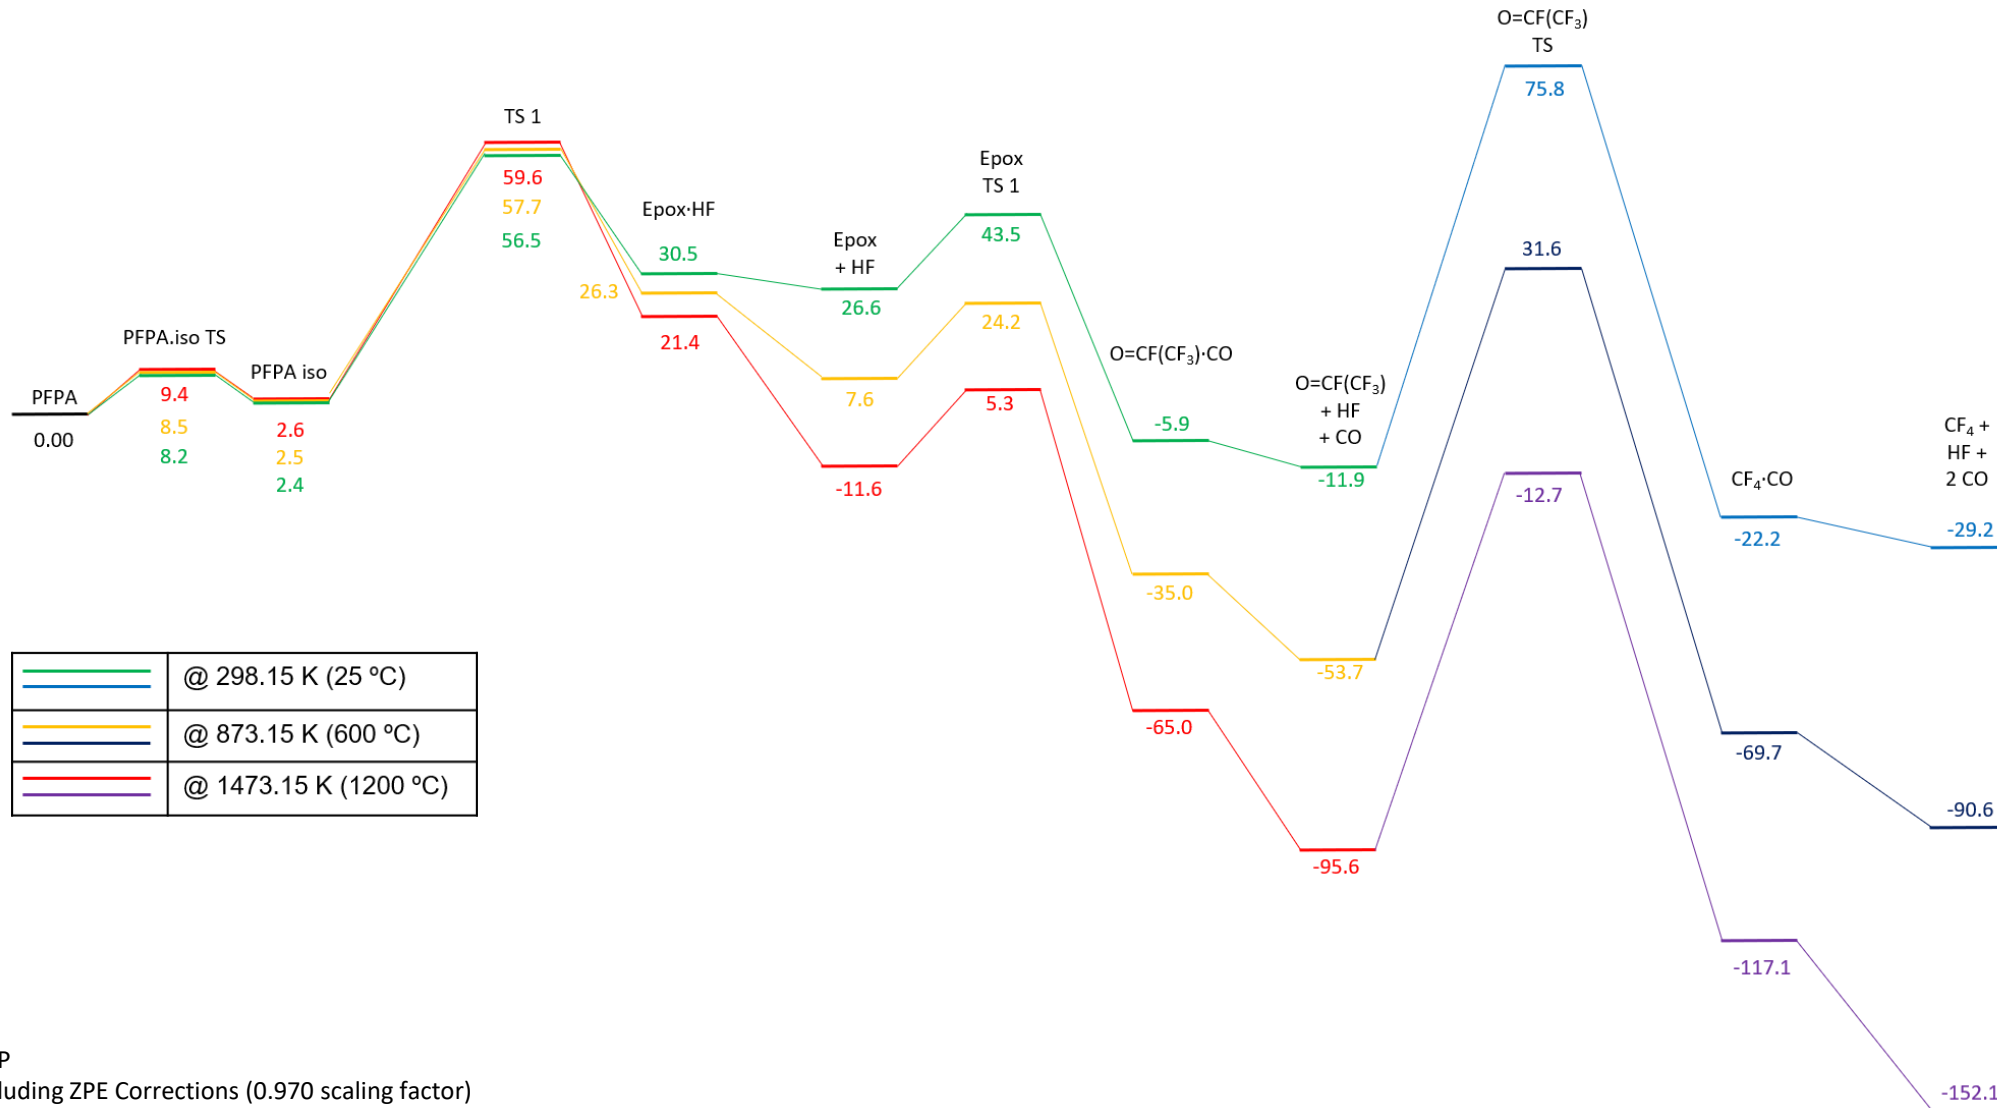 O=CF(CF₃)
TS
75.8
TS 1
59.6
57.7
56.5
Epox
TS 1
43.5
24.2
5.3
Epox·HF
30.5
26.3
21.4
Epox
+ HF
26.6
7.6
-11.6
31.6
-12.7
PFPA.iso TS
9.4
8.5
8.2
PFPA iso
2.6
2.5
2.4
PFPA
0.00
O=CF(CF₃)·CO
-5.9
-35.0
-65.0
O=CF(CF₃)
+ HF
+ CO
-11.9
-53.7
-95.6
CF₄·CO
-22.2
-69.7
-117.1
CF₄ +
HF +
2 CO
-29.2
-90.6
-152.1
@ 298.15 K (25 ºC)
@ 873.15 K (600 ºC)
@ 1473.15 K (1200 ºC)
P
luding ZPE Corrections (0.970 scaling factor)